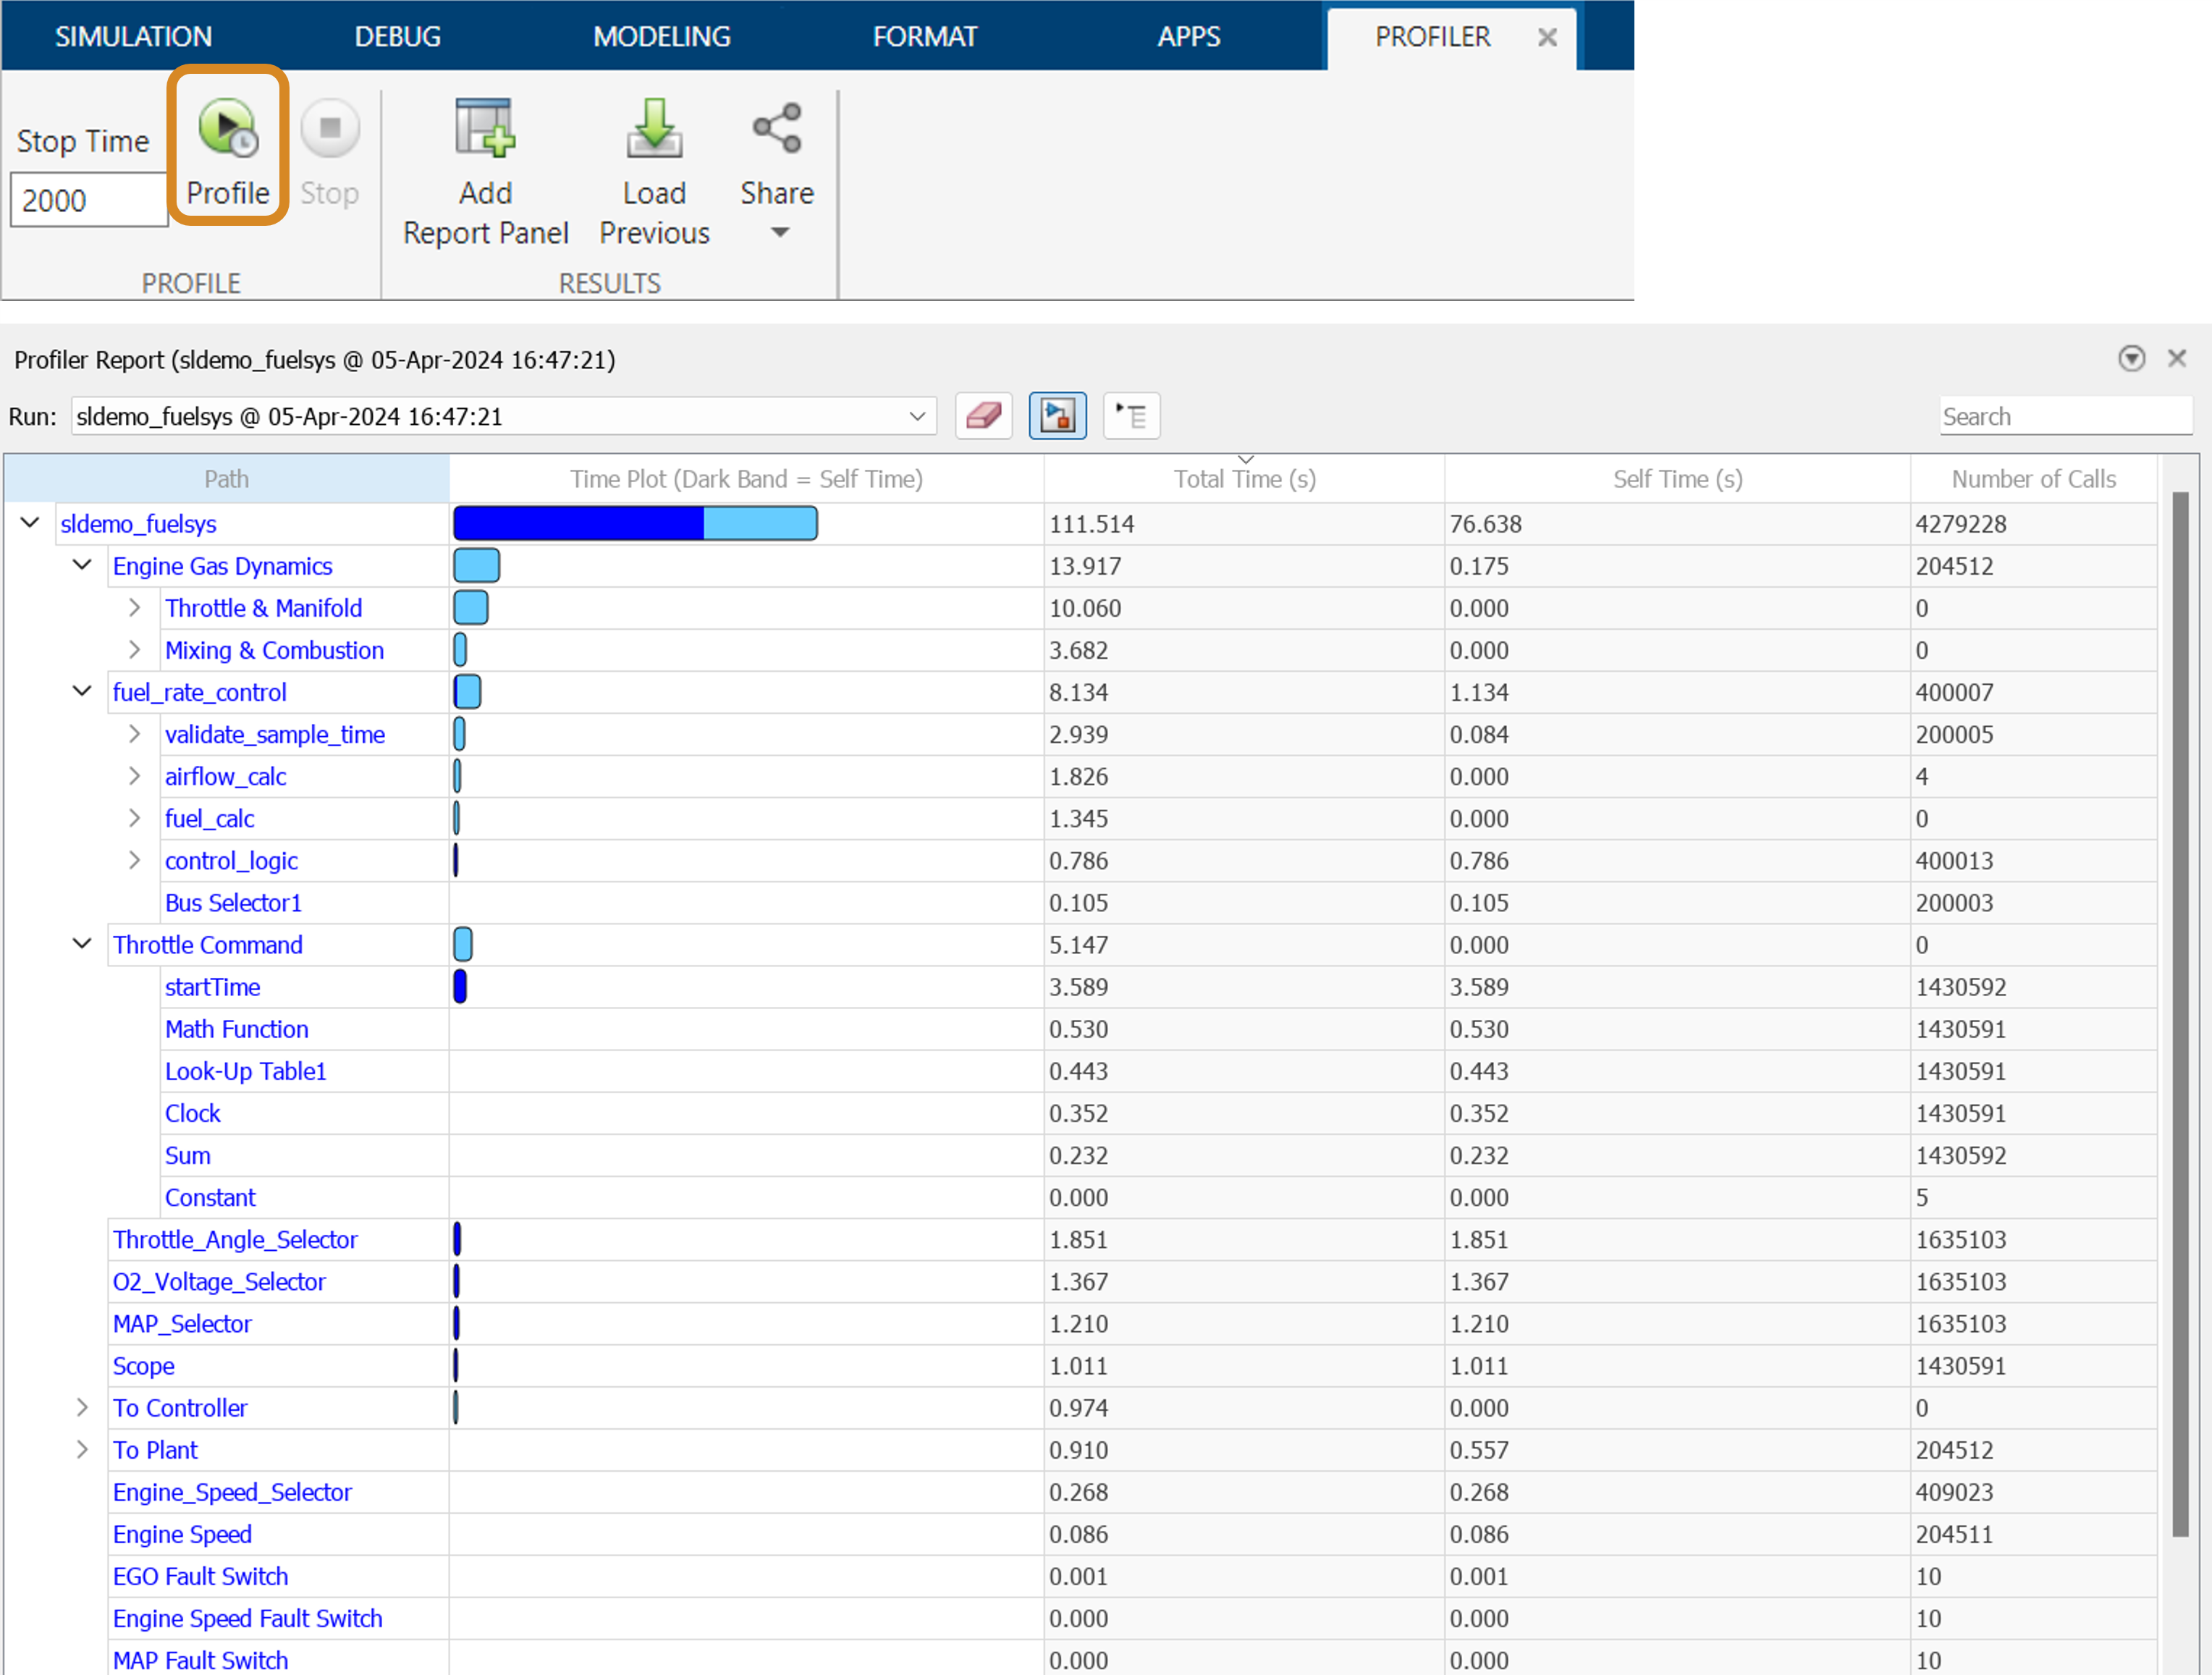 SIMULATION DEBUG MODELING FORMAT APPS PROFILER
Stop Time
2000
Profile
Stop
Add
Report Panel
Load
Previous
Share
PROFILE RESULTS
Profiler Report (sldemo_fuelsys @ 05-Apr-2024 16:47:21)
Run: sldemo_fuelsys @ 05-Apr-2024 16:47:21 Search
Path Time Plot (Dark Band = Self Time) Total Time (s) Self Time (s) Number of Calls
sldemo_fuelsys 111.514 76.638 4279228
Engine Gas Dynamics 13.917 0.175 204512
Throttle & Manifold 10.060 0.000 0
Mixing & Combustion 3.682 0.000 0
fuel_rate_control 8.134 1.134 400007
validate_sample_time 2.939 0.084 200005
airflow_calc 1.826 0.000 4
fuel_calc 1.345 0.000 0
control_logic 0.786 0.786 400013
Bus Selector1 0.105 0.105 200003
Throttle Command 5.147 0.000 0
startTime 3.589 3.589 1430592
Math Function 0.530 0.530 1430591
Look-Up Table1 0.443 0.443 1430591
Clock 0.352 0.352 1430591
Sum 0.232 0.232 1430592
Constant 0.000 0.000 5
Throttle_Angle_Selector 1.851 1.851 1635103
O2_Voltage_Selector 1.367 1.367 1635103
MAP_Selector 1.210 1.210 1635103
Scope 1.011 1.011 1430591
To Controller 0.974 0.000 0
To Plant 0.910 0.557 204512
Engine_Speed_Selector 0.268 0.268 409023
Engine Speed 0.086 0.086 204511
EGO Fault Switch 0.001 0.001 10
Engine Speed Fault Switch 0.000 0.000 10
MAP Fault Switch 0.000 0.000 10